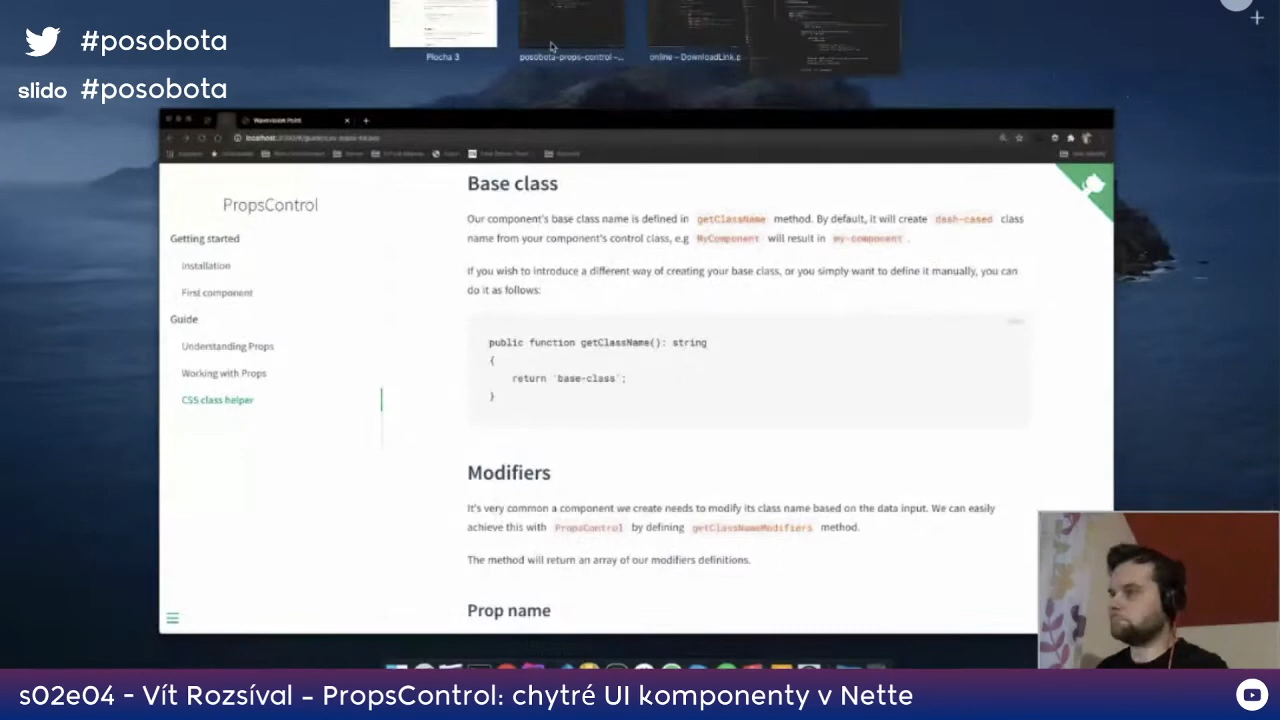 #posobota
slido #posobota
Plocha 3
posobota-props-control -...
online – DownloadLink.p
Wavevision Point
PropsControl
Getting started
Installation
First component
Guide
Understanding Props
Working with Props
CSS class helper
Base class
Our component's base class name is defined in getClassName method. By default, it will create dash-cased class
name from your component's control class, e.g MyComponent will result in my-component .
If you wish to introduce a different way of creating your base class, or you simply want to define it manually, you can
do it as follows:
public function getClassName(): string
{
return 'base-class';
}
Modifiers
It's very common a component we create needs to modify its class name based on the data input. We can easily
achieve this with PropsControl by defining getClassNameModifiers method.
The method will return an array of our modifiers definitions.
Prop name
s02e04 - Vít Rozsíval – PropsControl: chytré UI komponenty v Nette